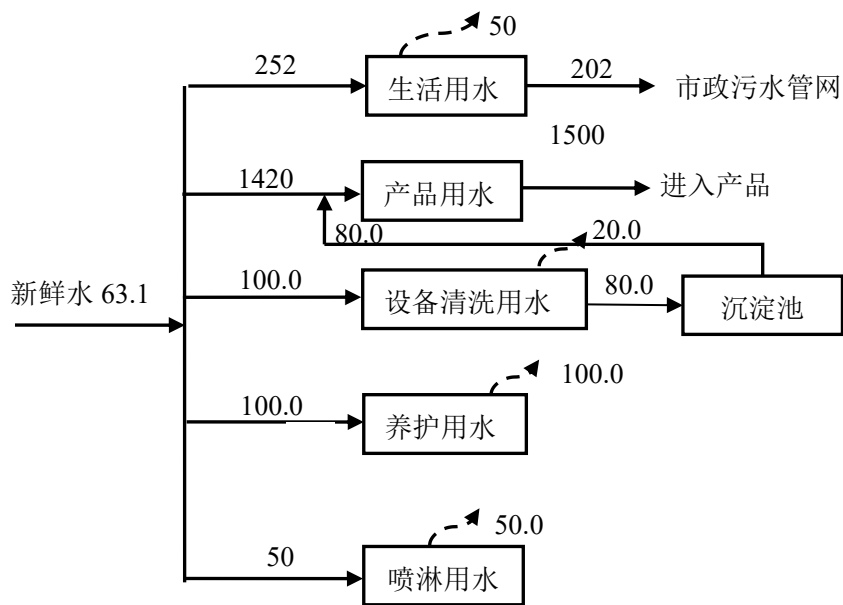 50
252
生活用水
202
市政污水管网
1500
1420
产品用水
进入产品
80.0
20.0
新鲜水 63.1
100.0
设备清洗用水
80.0
沉淀池
100.0
100.0
养护用水
50.0
50
喷淋用水